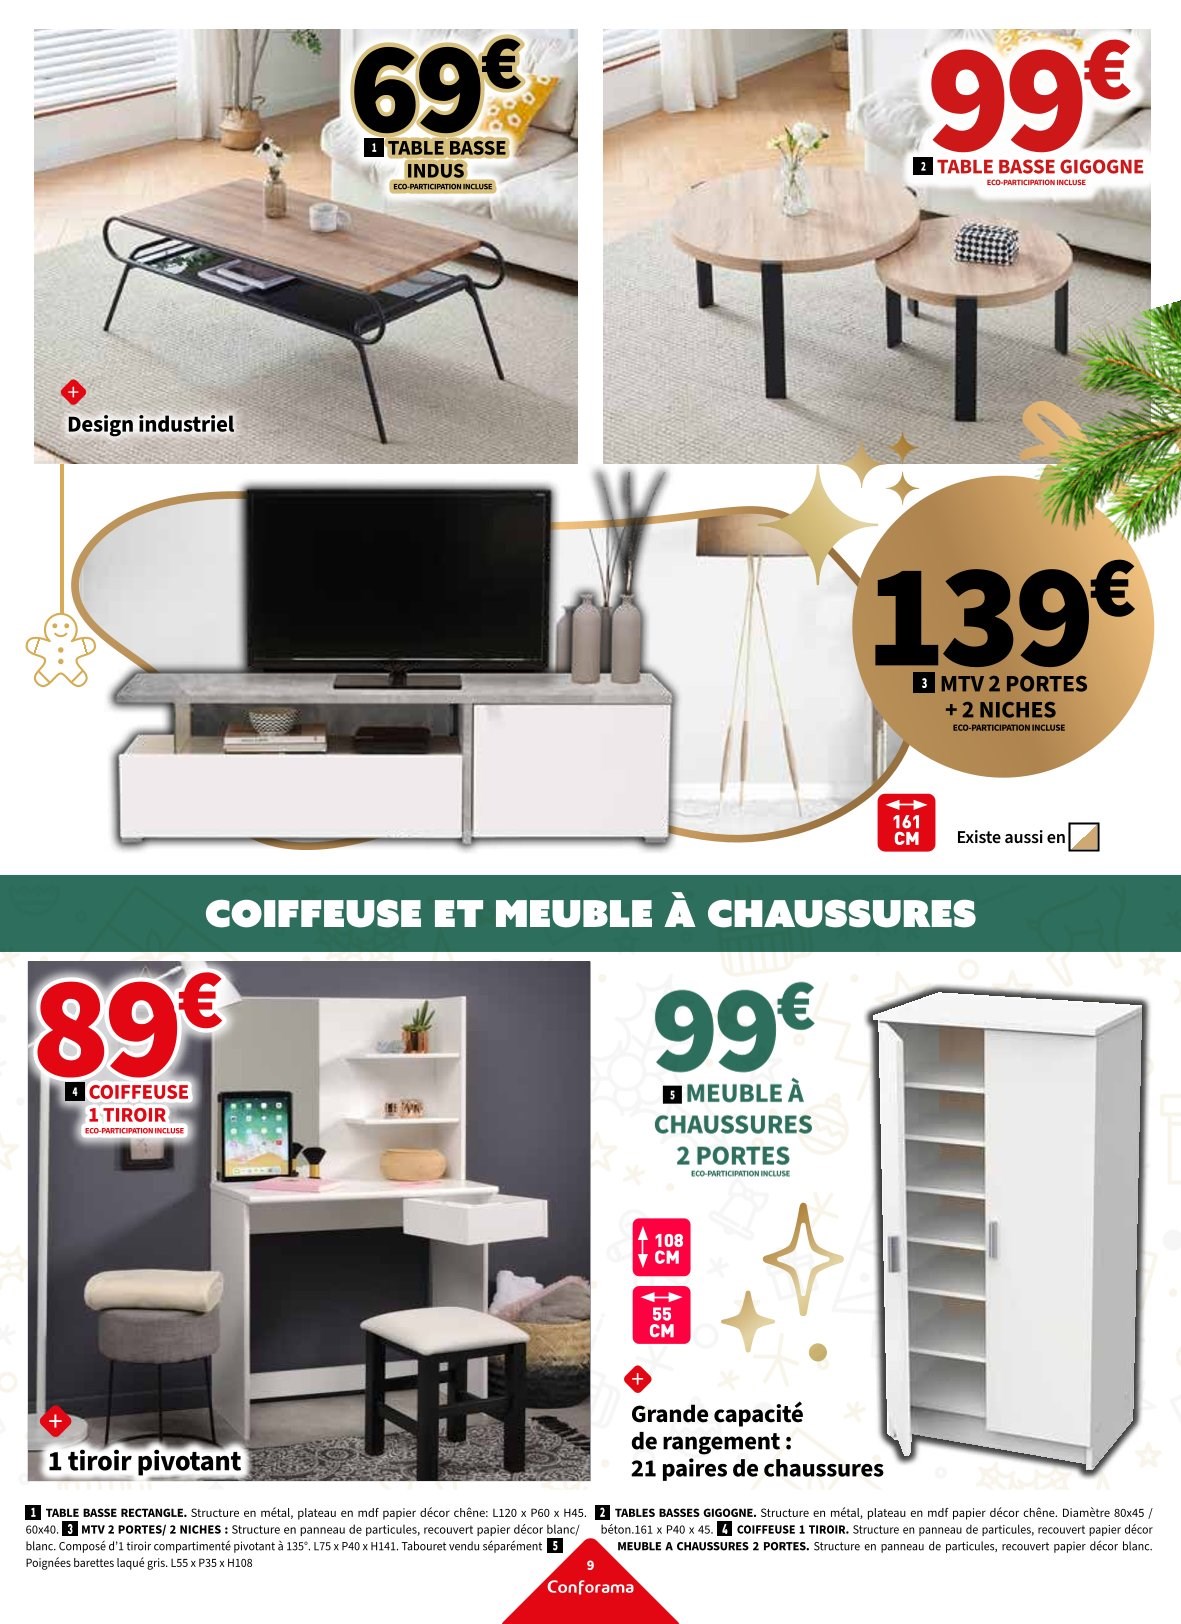 69€
1 TABLE BASSE
INDUS
ECO-PARTICIPATION INCLUSE
+
Design industriel
99€
2 TABLE BASSE GIGOGNE
ECO-PARTICIPATION INCLUSE
139€
3 MTV 2 PORTES
+ 2 NICHES
ECO-PARTICIPATION INCLUSE
161
CM
Existe aussi en
COIFFEUSE ET MEUBLE À CHAUSSURES
89€
4 COIFFEUSE
1 TIROIR
ECO-PARTICIPATION INCLUSE
+
1 tiroir pivotant
99€
5 MEUBLE À
CHAUSSURES
2 PORTES
ECO-PARTICIPATION INCLUSE
108
CM
55
CM
+
Grande capacité
de rangement :
21 paires de chaussures
1 TABLE BASSE RECTANGLE. Structure en métal, plateau en mdf papier décor chêne: L120 x P60 x H45. 2 TABLES BASSES GIGOGNE. Structure en métal, plateau en mdf papier décor chêne. Diamètre 80x45 /
60x40. 3 MTV 2 PORTES/ 2 NICHES : Structure en panneau de particules, recouvert papier décor blanc/ béton.161 x P40 x 45. 4 COIFFEUSE 1 TIROIR. Structure en panneau de particules, recouvert papier décor
blanc. Composé d'1 tiroir compartimenté pivotant à 135°. L75 x P40 x H141. Tabouret vendu séparément 5 MEUBLE A CHAUSSURES 2 PORTES. Structure en panneau de particules, recouvert papier décor blanc.
Poignées barettes laqué gris. L55 x P35 x H108
9
Conforama